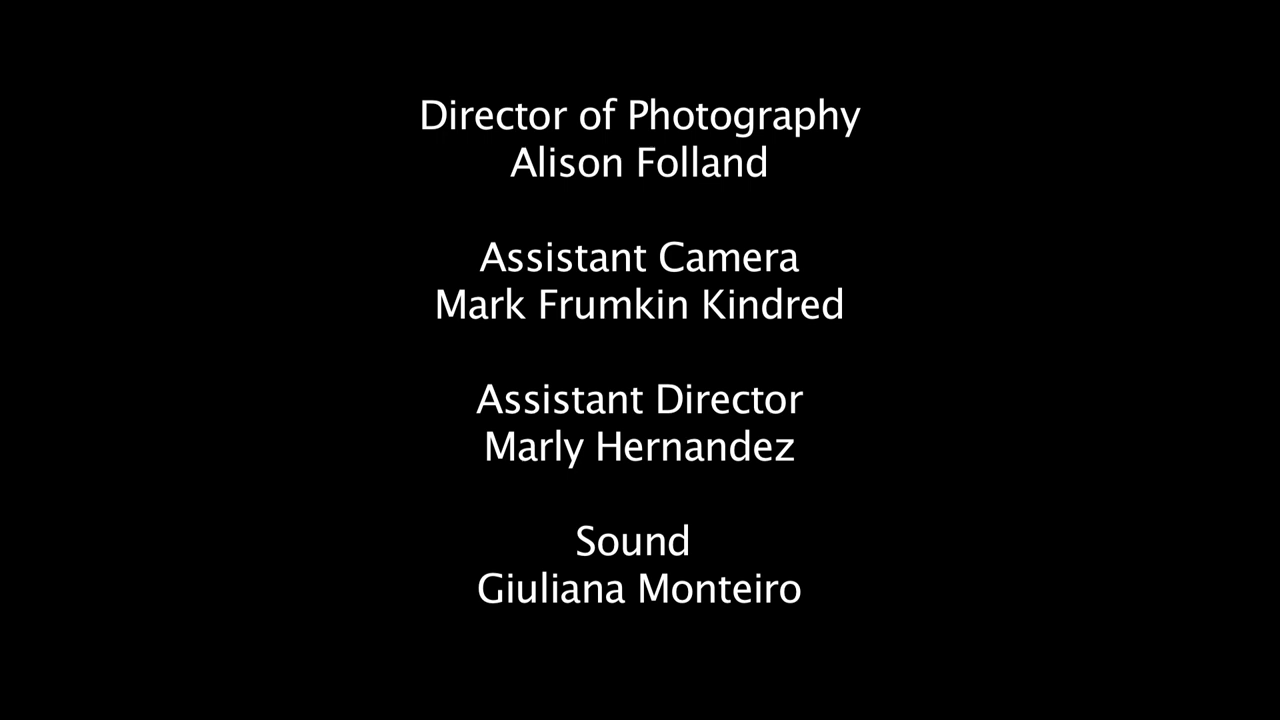 Director of Photography
Alison Folland
Assistant Camera
Mark Frumkin Kindred
Assistant Director
Marly Hernandez
Sound
Giuliana Monteiro